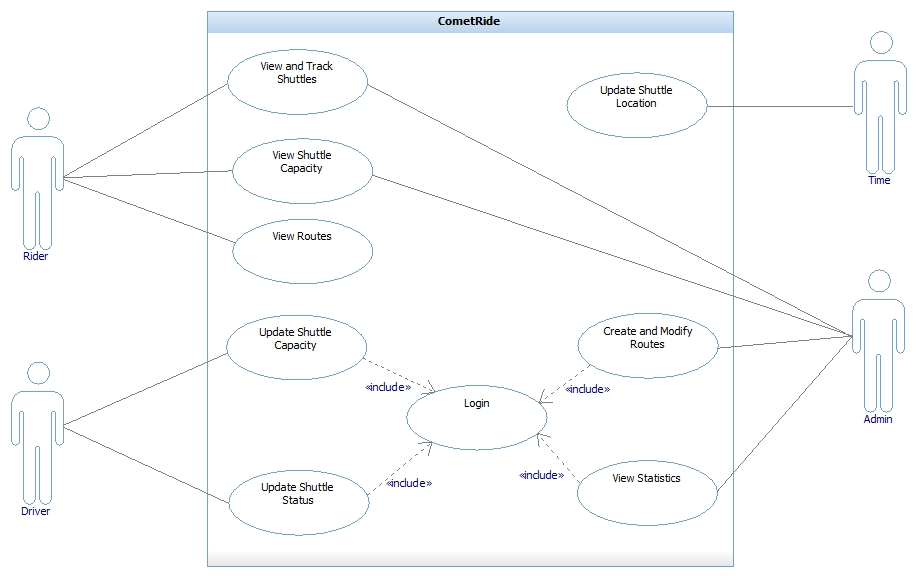 CometRide
View and Track
Shuttles
Update Shuttle
Location
View Shuttle
Capacity
Time
View Routes
Rider
Update Shuttle
Capacity
Create and Modify
Routes
«include»
«include»
Login
Admin
«include»
«include»
View Statistics
Update Shuttle
Status
Driver